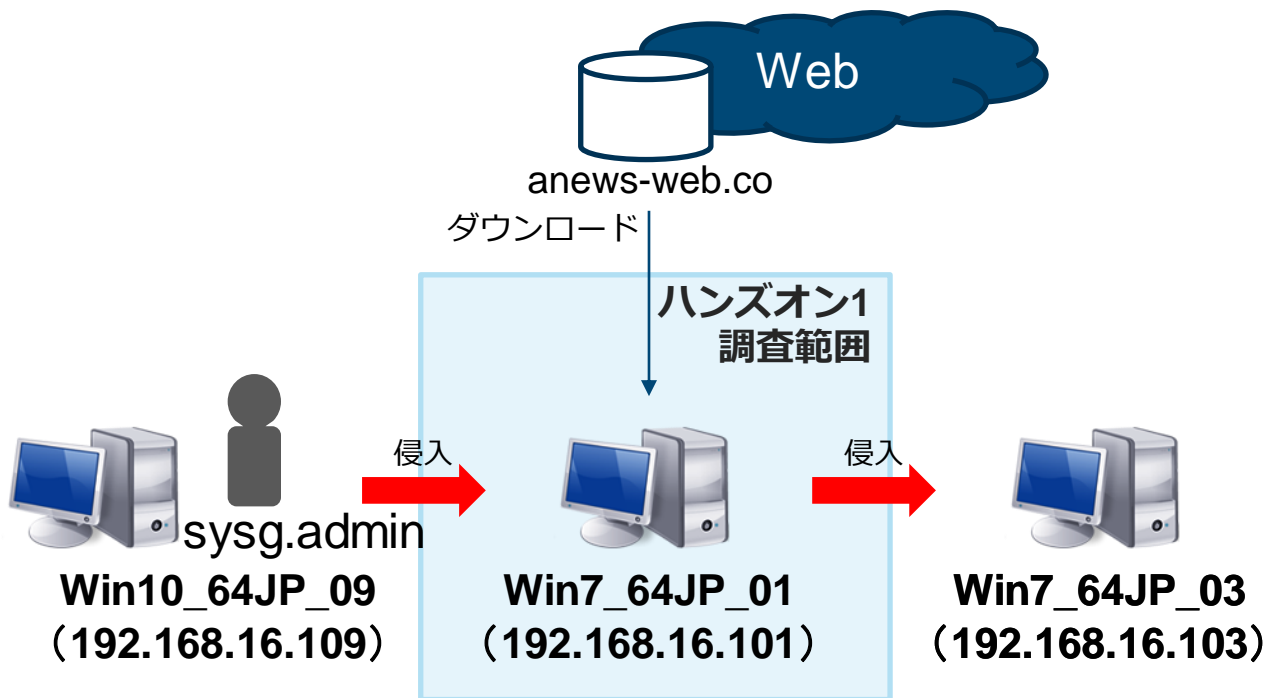 Web
anews-web.co
ダウンロード
ハンズオン1
調査範囲
侵入
侵入
sysg.admin
Win10_64JP_09
（192.168.16.109）
Win7_64JP_01
（192.168.16.101）
Win7_64JP_03
（192.168.16.103）